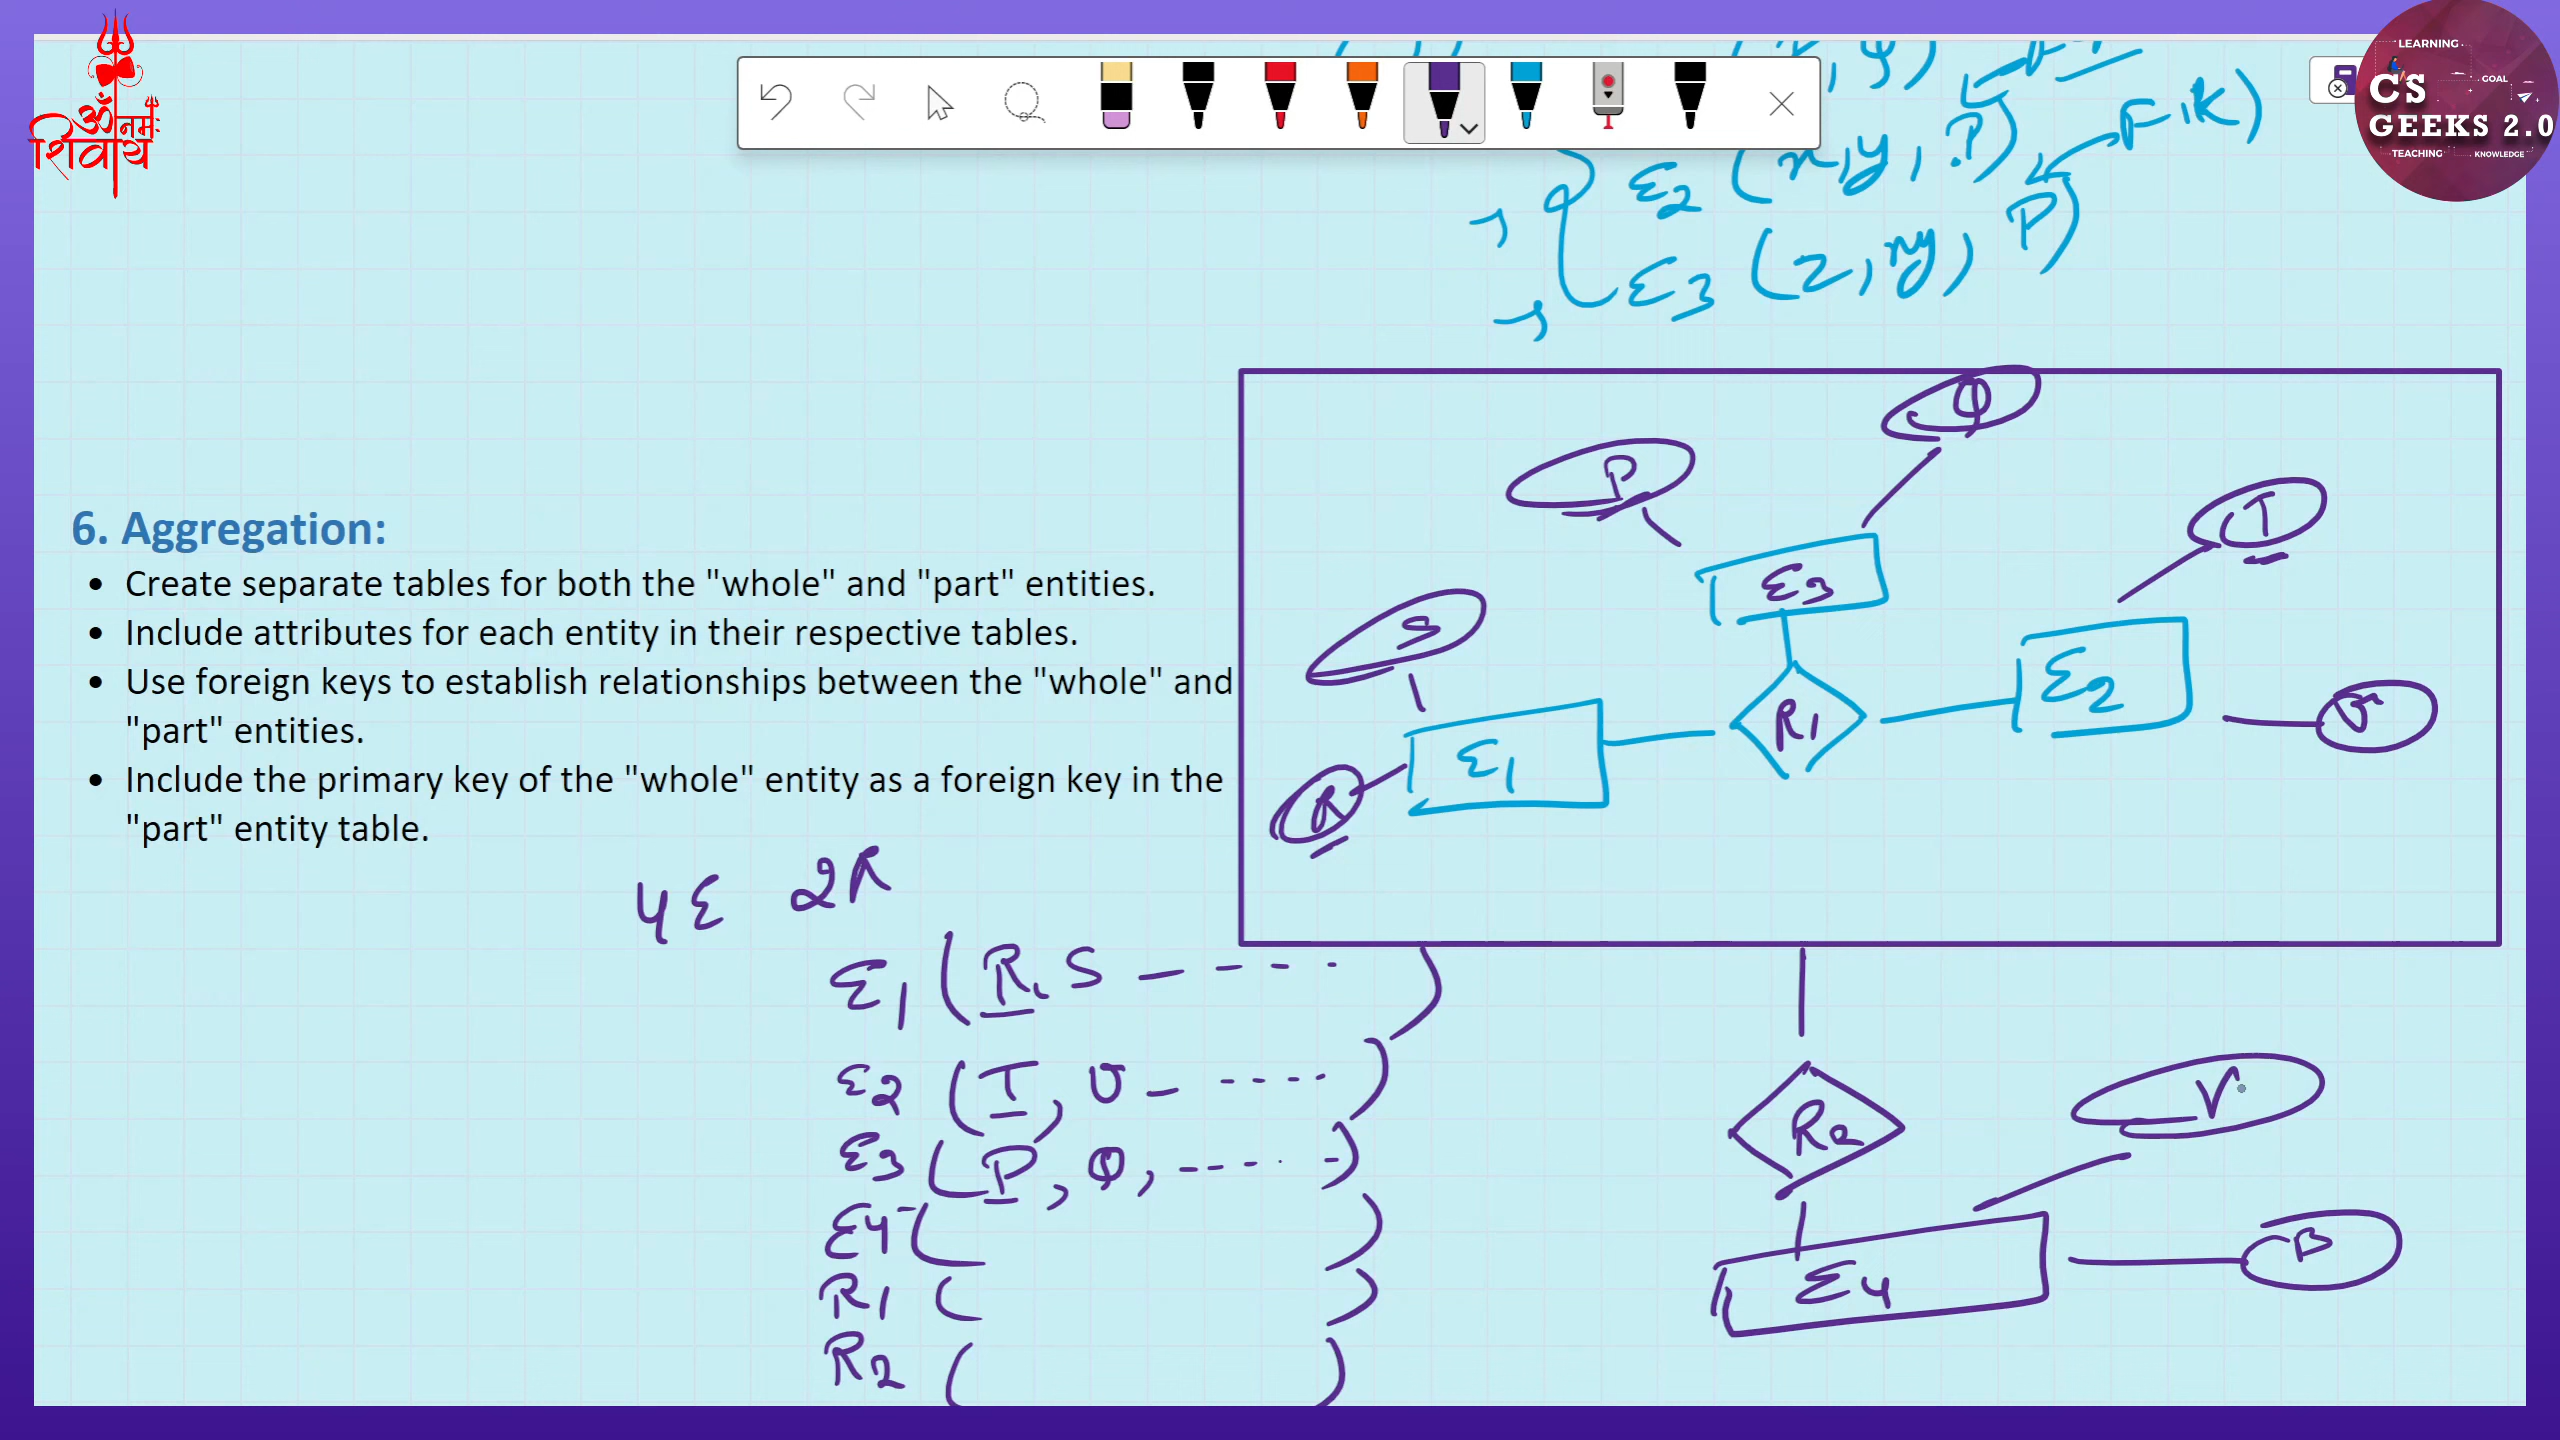 ॐ नमः
शिवाय
LEARNING
GOAL
CS
GEEKS 2.0
TEACHING KNOWLEDGE
E2 (x, y, P)
F.K)
E3 (z, xy, P)
6. Aggregation:
• Create separate tables for both the "whole" and "part" entities.
• Include attributes for each entity in their respective tables.
• Use foreign keys to establish relationships between the "whole" and
"part" entities.
• Include the primary key of the "whole" entity as a foreign key in the
"part" entity table.
Q
P
T
E3
S
E2
R1
U
E1
R
4E 2R
E1 (R, S - - - - -)
E2 (T, U - - - - -)
E3 (P, Q, - - - - -)
E4 ( )
R1 ( )
R2 ( )
V
R2
B
E4